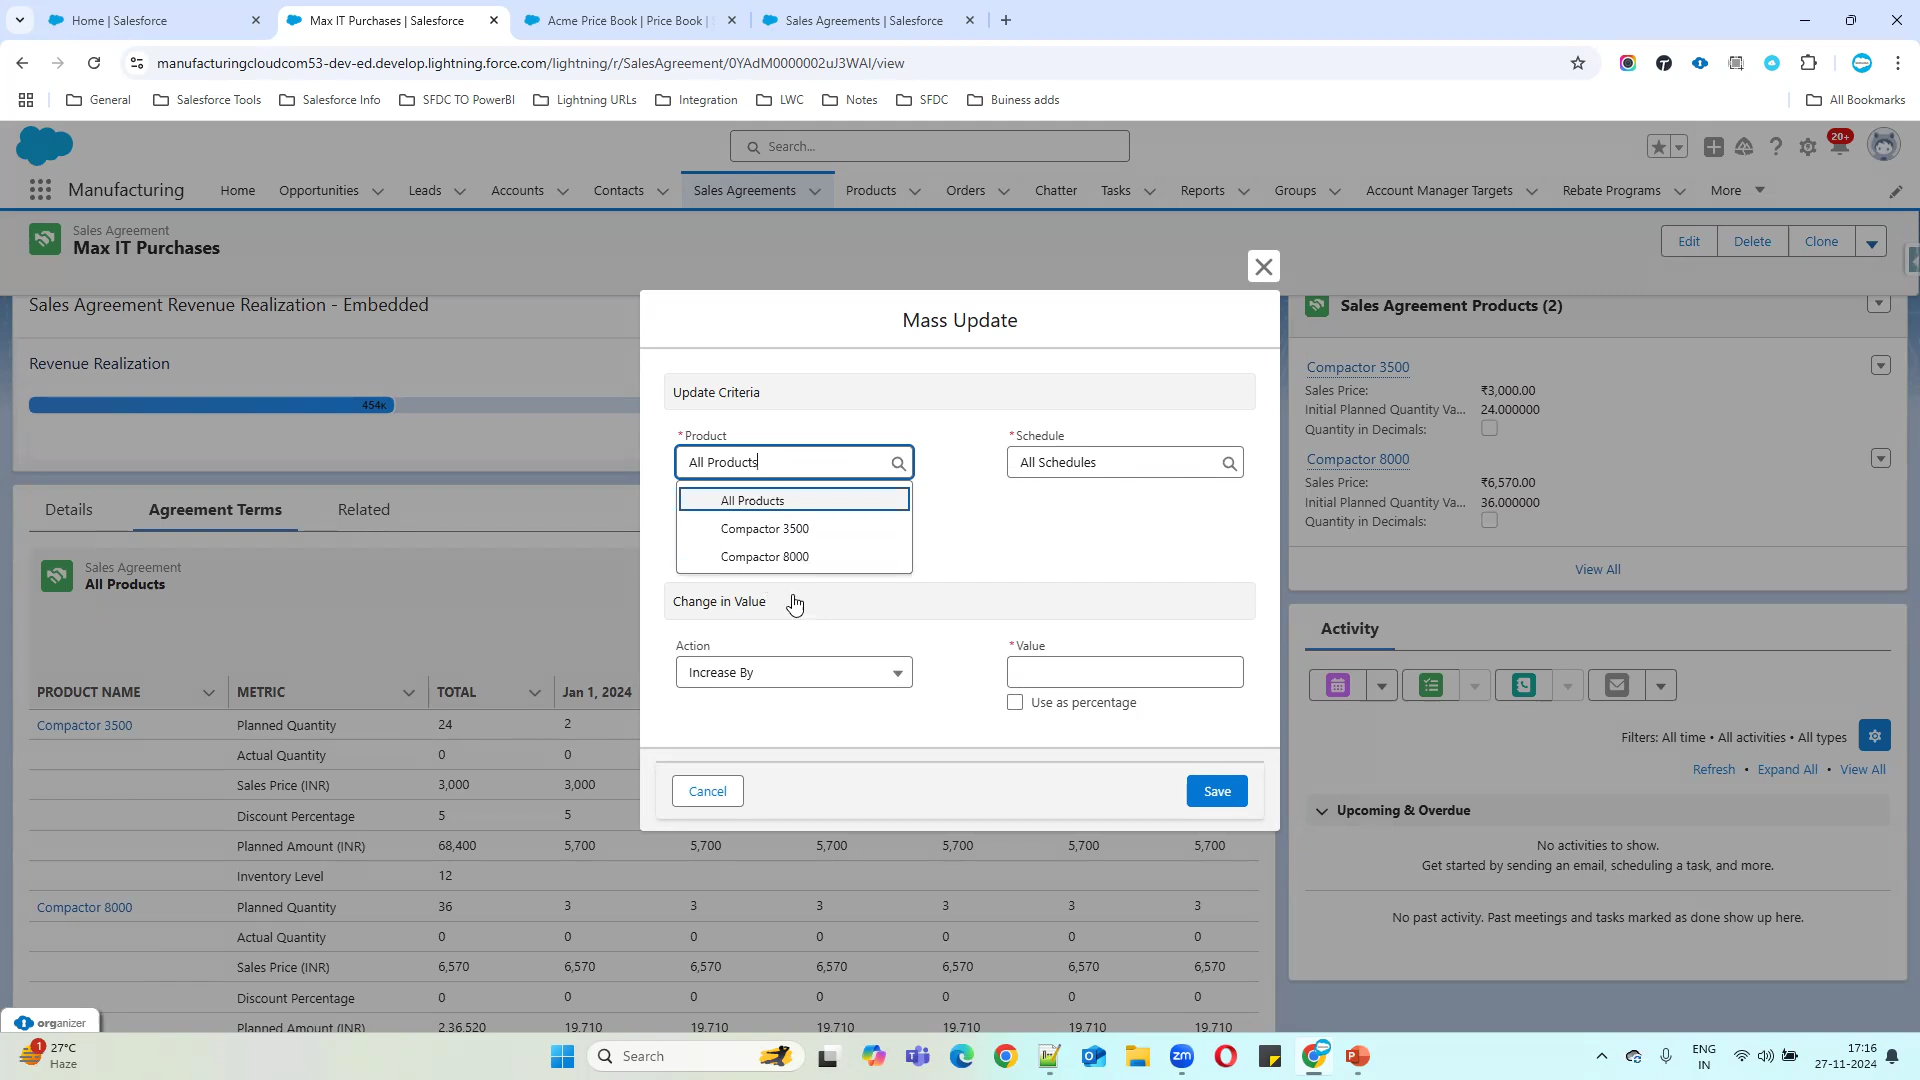 Home | Salesforce
Max IT Purchases | Salesforce
Acme Price Book | Price Book |
Sales Agreements | Salesforce
manufacturingcloudcom53-dev-ed.develop.lightning.force.com/lightning/r/SalesAgreement/0YAdM0000002uJ3WAI/view
General
Salesforce Tools
Salesforce Info
SFDC TO PowerBI
Lightning URLs
Integration
LWC
Notes
SFDC
Buiness adds
All Bookmarks
Search...
20+
Manufacturing
Home
Opportunities
Leads
Accounts
Contacts
Sales Agreements
Products
Orders
Chatter
Tasks
Reports
Groups
Account Manager Targets
Rebate Programs
More
Sales Agreement
Max IT Purchases
Edit
Delete
Clone
Sales Agreement Revenue Realization - Embedded
Revenue Realization
454K
Details
Agreement Terms
Related
Sales Agreement
All Products
PRODUCT NAME METRIC TOTAL Jan 1, 2024
Compactor 3500 Planned Quantity 24 2
Actual Quantity 0 0
Sales Price (INR) 3,000 3,000
Discount Percentage 5 5
Planned Amount (INR) 68,400 5,700 5,700 5,700 5,700 5,700 5,700
Inventory Level 12
Compactor 8000 Planned Quantity 36 3 3 3 3 3 3
Actual Quantity 0 0 0 0 0 0 0
Sales Price (INR) 6,570 6,570 6,570 6,570 6,570 6,570 6,570
Discount Percentage 0 0 0 0 0 0 0
Planned Amount (INR) 2,36,520 19,710 19,710 19,710 19,710 19,710 19,710
Mass Update
Update Criteria
*Product
All Products
All Products
Compactor 3500
Compactor 8000
*Schedule
All Schedules
Change in Value
Action
Increase By
*Value
Use as percentage
Cancel
Save
Sales Agreement Products (2)
Compactor 3500
Sales Price: ₹3,000.00
Initial Planned Quantity Va... 24.000000
Quantity in Decimals:
Compactor 8000
Sales Price: ₹6,570.00
Initial Planned Quantity Va... 36.000000
Quantity in Decimals:
View All
Activity
Filters: All time • All activities • All types
Refresh • Expand All • View All
Upcoming & Overdue
No activities to show.
Get started by sending an email, scheduling a task, and more.
No past activity. Past meetings and tasks marked as done show up here.
organizer
1
27°C
Haze
Search
zm
ENG
IN
17:16
27-11-2024